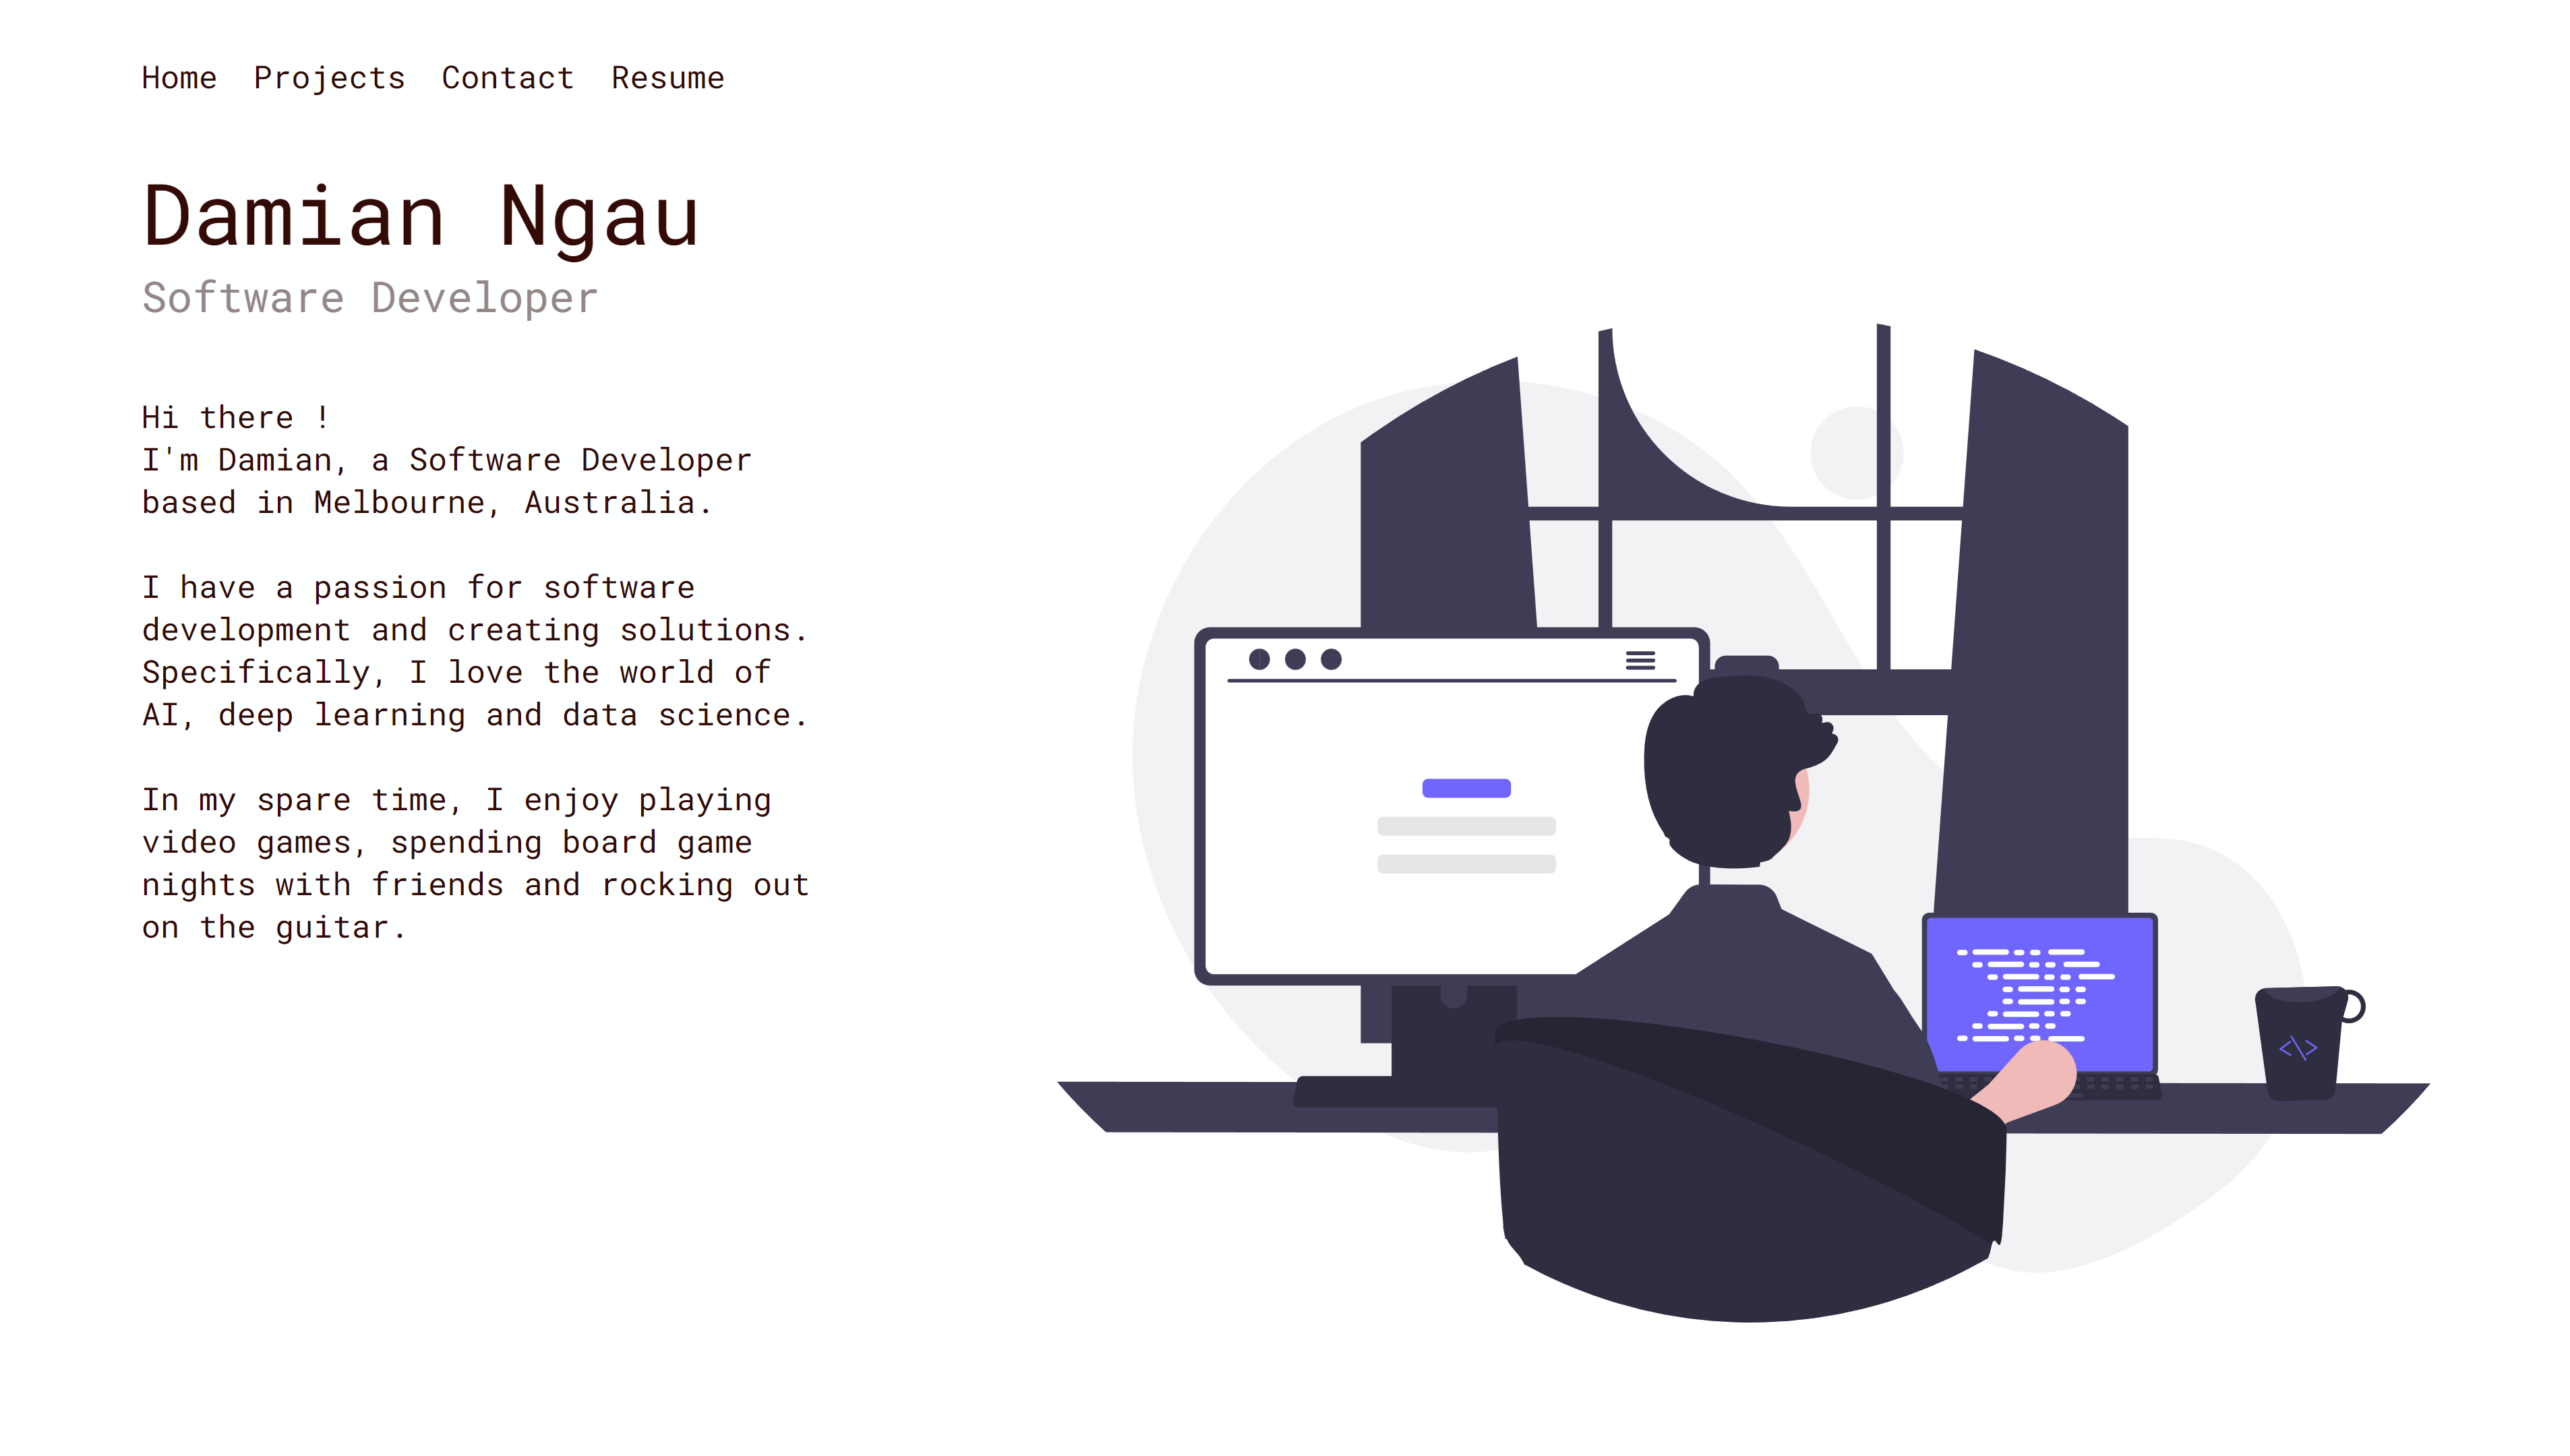 Home Projects Contact Resume
Damian Ngau
Software Developer
Hi there !
I'm Damian, a Software Developer
based in Melbourne, Australia.
I have a passion for software
development and creating solutions.
Specifically, I love the world of
AI, deep learning and data science.
In my spare time, I enjoy playing
video games, spending board game
nights with friends and rocking out
on the guitar.
<\>